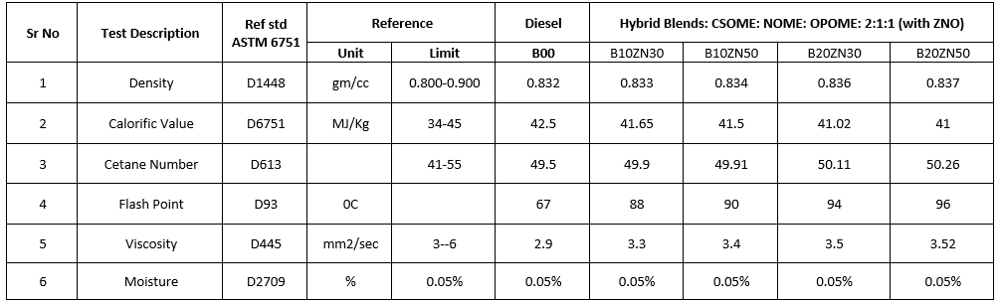 Sr No Test Description Ref std ASTM 6751 Reference Diesel Hybrid Blends: CSOME: NOME: OPOME: 2:1:1 (with ZNO)
Unit Limit B00 B10ZN30 B10ZN50 B20ZN30 B20ZN50
1 Density D1448 gm/cc 0.800-0.900 0.832 0.833 0.834 0.836 0.837
2 Calorific Value D6751 MJ/Kg 34-45 42.5 41.65 41.5 41.02 41
3 Cetane Number D613 41-55 49.5 49.9 49.91 50.11 50.26
4 Flash Point D93 0C 67 88 90 94 96
5 Viscosity D445 mm2/sec 3--6 2.9 3.3 3.4 3.5 3.52
6 Moisture D2709 % 0.05% 0.05% 0.05% 0.05% 0.05% 0.05%